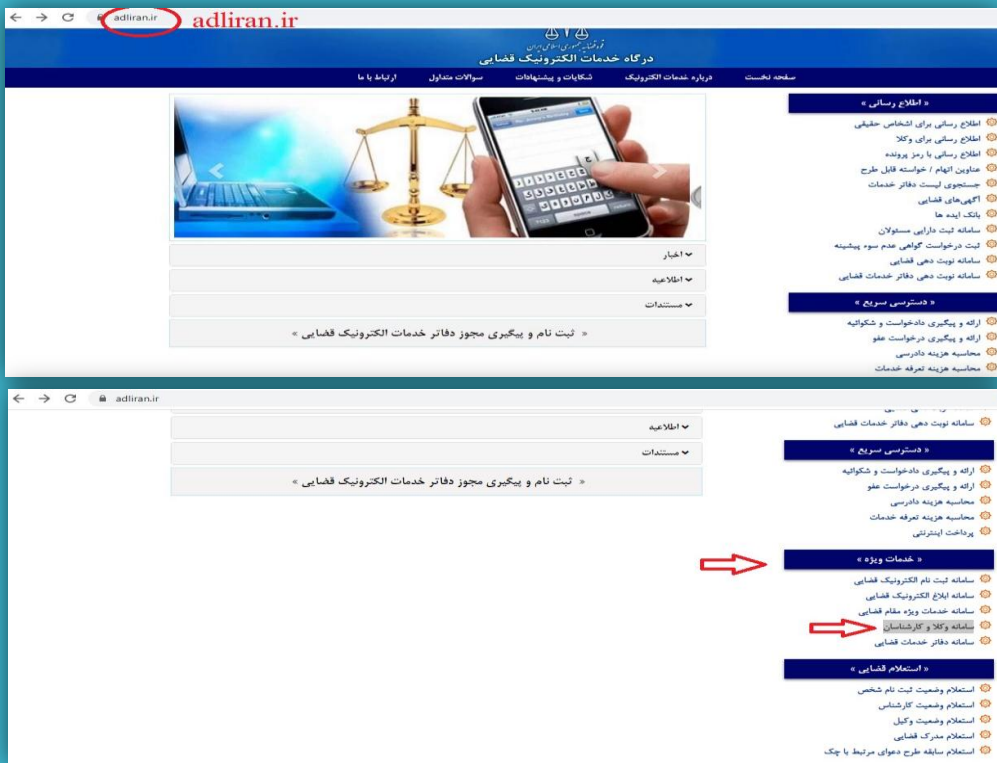 adliran.ir
adliran.ir
قوه قضائیه جمهوری اسلامی ایران
درگاه خدمات الکترونیک قضایی
صفحه نخست
درباره خدمات الکترونیک
شکایات و پیشنهادات
سوالات متداول
ارتباط با ما
« اطلاع رسانی »
اطلاع رسانی برای اشخاص حقیقی
اطلاع رسانی برای وکلا
اطلاع رسانی با رمز پرونده
عناوین اتهام / خواسته قابل طرح
جستجوی لیست دفاتر خدمات
آگهی‌های قضایی
بانک ایده ها
سامانه ثبت دارایی مسئولان
ثبت درخواست گواهی عدم سوء پیشینه
سامانه نوبت دهی قضایی
سامانه نوبت دهی دفاتر خدمات قضایی
« دسترسی سریع »
ارائه و پیگیری دادخواست و شکوائیه
ارائه و پیگیری درخواست عفو
محاسبه هزینه دادرسی
محاسبه هزینه تعرفه خدمات
اخبار
اطلاعیه
مستندات
« ثبت نام و پیگیری مجوز دفاتر خدمات الکترونیک قضایی »
adliran.ir
سامانه نوبت دهی دفاتر خدمات قضایی
« دسترسی سریع »
ارائه و پیگیری دادخواست و شکوائیه
ارائه و پیگیری درخواست عفو
محاسبه هزینه دادرسی
محاسبه هزینه تعرفه خدمات
پرداخت اینترنتی
« خدمات ویژه »
سامانه ثبت نام الکترونیک قضایی
سامانه ابلاغ الکترونیک قضایی
سامانه خدمات ویژه مقام قضایی
سامانه وکلا و کارشناسان
سامانه دفاتر خدمات قضایی
« استعلام قضایی »
استعلام وضعیت ثبت نام شخص
استعلام وضعیت کارشناس
استعلام وضعیت وکیل
استعلام مدرک قضایی
استعلام سابقه طرح دعوای مرتبط با چک
اطلاعیه
مستندات
« ثبت نام و پیگیری مجوز دفاتر خدمات الکترونیک قضایی »